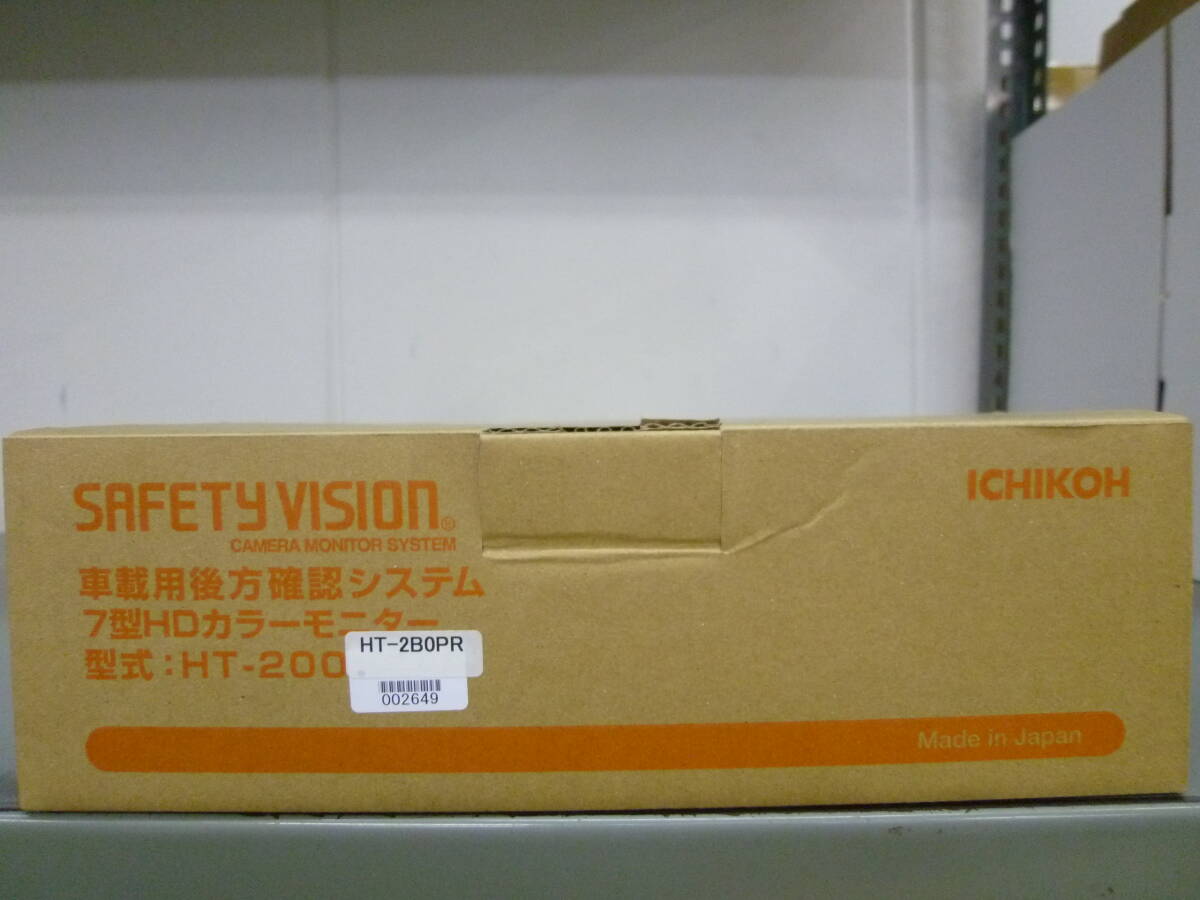 SAFETY VISION®
CAMERA MONITOR SYSTEM
ICHIKOH
車載用後方確認システム
7型HDカラーモニター
型式:HT-200
HT-2B0PR
002649
Made in Japan